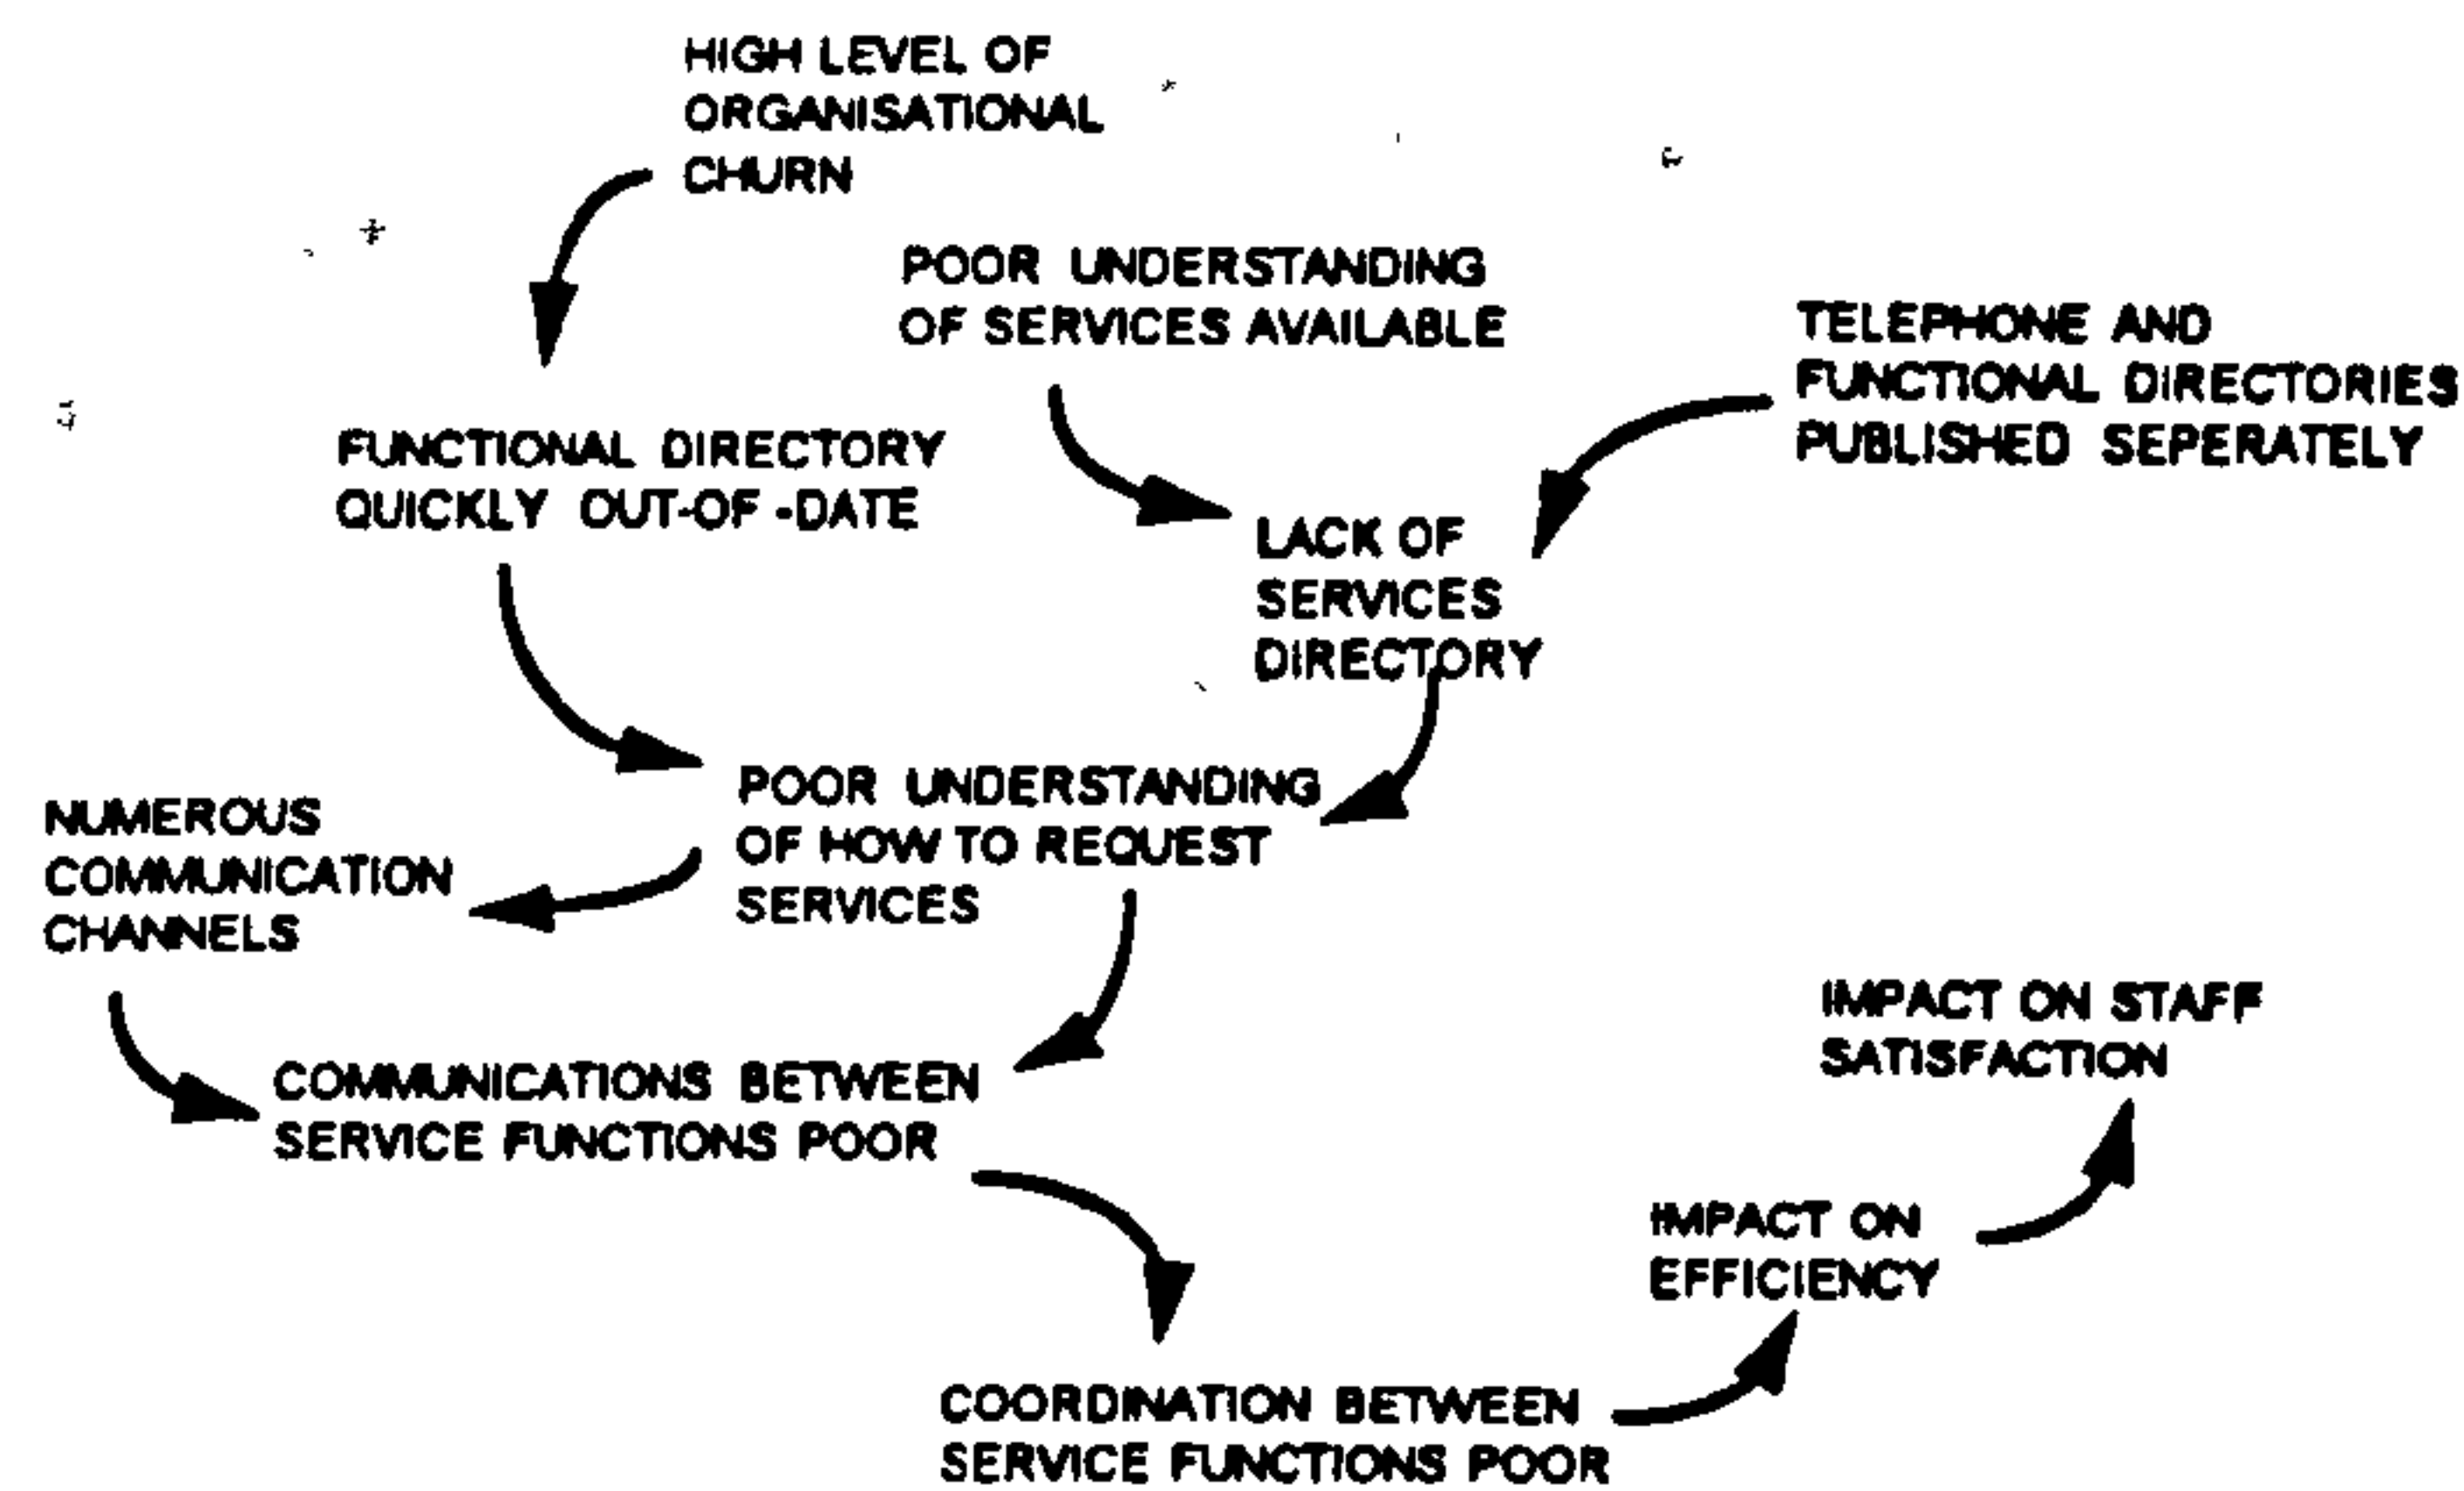 HIGH LEVEL OF
ORGANISATIONAL
CHURN
POOR UNDERSTANDING
OF SERVICES AVAILABLE
TELEPHONE AND
FUNCTIONAL DIRECTORIES
PUBLISHED SEPERATELY
FUNCTIONAL DIRECTORY
QUICKLY OUT-OF-DATE
LACK OF
SERVICES
DIRECTORY
POOR UNDERSTANDING
OF HOW TO REQUEST
SERVICES
NUMEROUS
COMMUNICATION
CHANNELS
COMMUNICATIONS BETWEEN
SERVICE FUNCTIONS POOR
IMPACT ON STAFF
SATISFACTION
IMPACT ON
EFFICIENCY
COORDINATION BETWEEN
SERVICE FUNCTIONS POOR